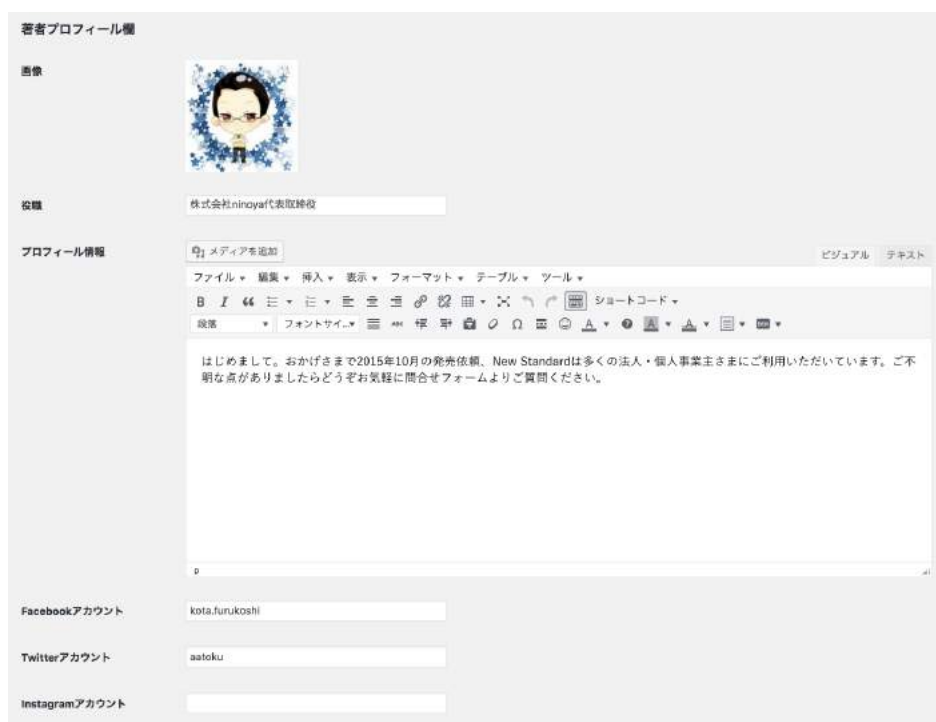 著者プロフィール欄
画像
役職
株式会社ninoya代表取締役
プロフィール情報
メディアを追加
ビジュアル テキスト
ファイル 編集 挿入 表示 フォーマット テーブル ツール
B I ショートコード
段落 フォントサイ... ABC Ω A A A
はじめまして。おかげさまで2015年10月の発売依頼、New Standardは多くの法人・個人事業主さまにご利用いただいています。ご不
明な点がありましたらどうぞお気軽に問合せフォームよりご質問ください。
p
Facebookアカウント
kota.furukoshi
Twitterアカウント
aatoku
Instagramアカウント